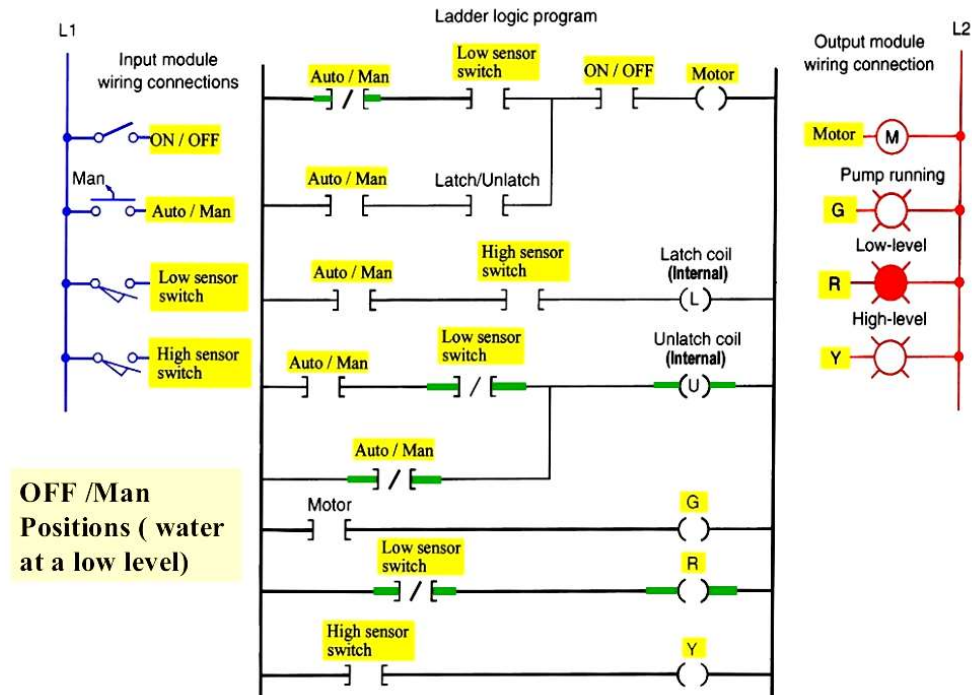 Ladder logic program
L1
L2
Input module
wiring connections
Output module
wiring connection
Auto / Man
Low sensor
switch
ON / OFF
Motor
ON / OFF
Motor
M
Man
Auto / Man
Auto / Man
Latch/Unlatch
Pump running
G
Low-level
Low sensor
switch
Auto / Man
High sensor
switch
Latch coil
(Internal)
L
R
High-level
High sensor
switch
Auto / Man
Low sensor
switch
Unlatch coil
(Internal)
U
Y
Auto / Man
OFF /Man
Positions ( water
at a low level)
Motor
G
Low sensor
switch
R
High sensor
switch
Y